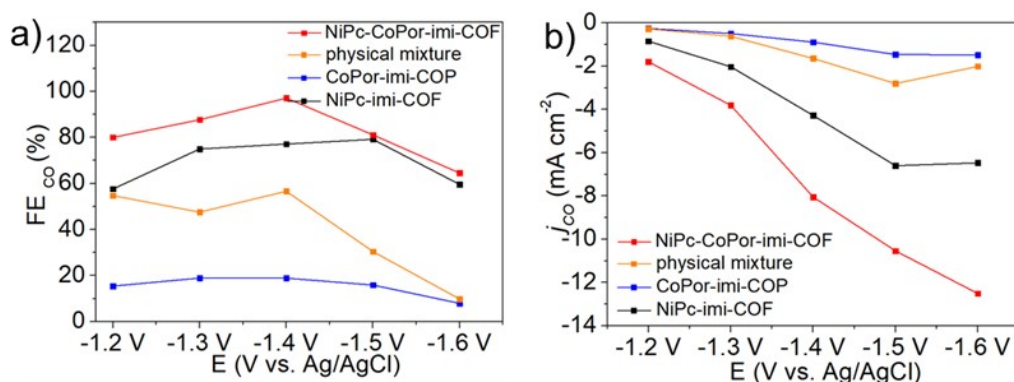 a)
FE CO (%)
120
100
80
60
40
20
0
NiPc-CoPor-imi-COF
physical mixture
CoPor-imi-COP
NiPc-imi-COF
-1.2 V -1.3 V -1.4 V -1.5 V -1.6 V
E (V vs. Ag/AgCl)
b)
jCO (mA cm-2)
0
-2
-4
-6
-8
-10
-12
-14
NiPc-CoPor-imi-COF
physical mixture
CoPor-imi-COP
NiPc-imi-COF
-1.2 V -1.3 V -1.4 V -1.5 V -1.6 V
E (V vs. Ag/AgCl)